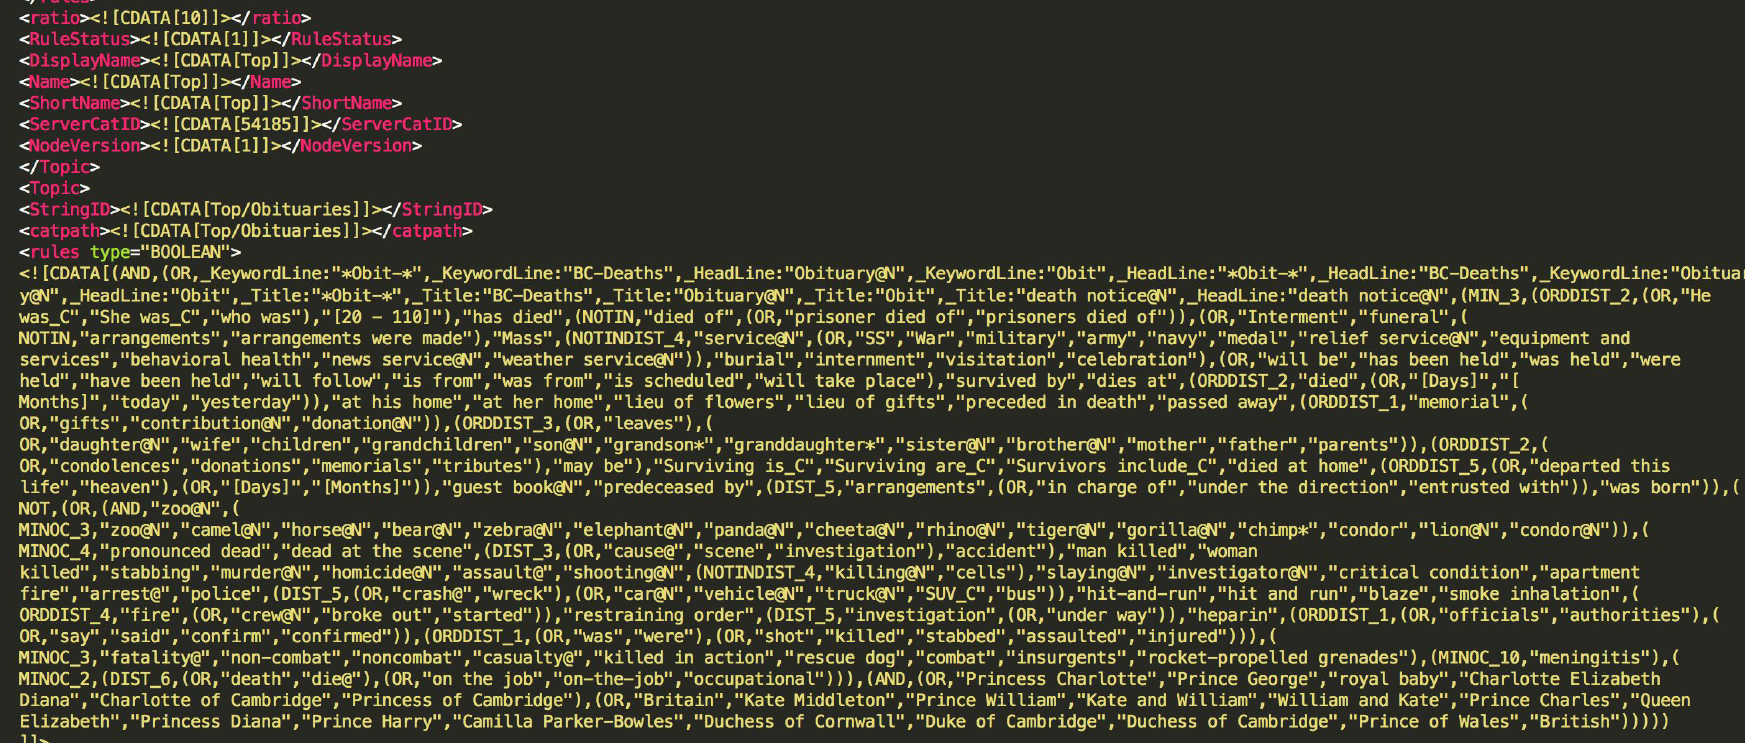 </rules>
<ratio><![CDATA[10]]></ratio>
<RuleStatus><![CDATA[1]]></RuleStatus>
<DisplayName><![CDATA[Top]]></DisplayName>
<Name><![CDATA[Top]]></Name>
<ShortName><![CDATA[Top]]></ShortName>
<ServerCatID><![CDATA[54185]]></ServerCatID>
<NodeVersion><![CDATA[1]]></NodeVersion>
</Topic>
<Topic>
<StringID><![CDATA[Top/Obituaries]]></StringID>
<catpath><![CDATA[Top/Obituaries]]></catpath>
<rules type="BOOLEAN">
<![CDATA[(AND,(OR,_KeywordLine:"*Obit-*",_KeywordLine:"BC-Deaths",_HeadLine:"Obituary@N",_KeywordLine:"Obit",_HeadLine:"*Obit-*",_HeadLine:"BC-Deaths",_KeywordLine:"Obituar
y@N",_HeadLine:"Obit",_Title:"*Obit-*",_Title:"BC-Deaths",_Title:"Obituary@N",_Title:"Obit",_Title:"death notice@N",_HeadLine:"death notice@N",(MIN_3,(ORDDIST_2,(OR,"He
was_C","She was_C","who was"),"[20 - 110]"),"has died",(NOTIN,"died of",(OR,"prisoner died of","prisoners died of")),(OR,"Interment","funeral",(
NOTIN,"arrangements","arrangements were made"),"Mass",(NOTINDIST_4,"service@N",(OR,"SS","War","military","army","navy","medal","relief service@N","equipment and
services","behavioral health","news service@N","weather service@N")),"burial","internment","visitation","celebration"),(OR,"will be","has been held","was held","were
held","have been held","will follow","is from","was from","is scheduled","will take place"),"survived by","dies at",(ORDDIST_2,"died",(OR,"[Days]","[
Months]","today","yesterday")),"at his home","at her home","lieu of flowers","lieu of gifts","preceded in death","passed away",(ORDDIST_1,"memorial",(
OR,"gifts","contribution@N","donation@N")),(ORDDIST_3,(OR,"leaves"),(
OR,"daughter@N","wife","children","grandchildren","son@N","grandson*","granddaughter*","sister@N","brother@N","mother","father","parents")),(ORDDIST_2,(
OR,"condolences","donations","memorials","tributes"),"may be"),"Surviving is_C","Surviving are_C","Survivors include_C","died at home",(ORDDIST_5,(OR,"departed this
life","heaven"),(OR,"[Days]","[Months]")),"guest book@N","predeceased by",(DIST_5,"arrangements",(OR,"in charge of","under the direction","entrusted with")),"was born")),(
NOT,(OR,(AND,"zoo@N",(
MINOC_3,"zoo@N","camel@N","horse@N","bear@N","zebra@N","elephant@N","panda@N","cheeta@N","rhino@N","tiger@N","gorilla@N","chimp*","condor","lion@N","condor@N")),(
MINOC_4,"pronounced dead","dead at the scene",(DIST_3,(OR,"cause@","scene","investigation"),"accident"),"man killed","woman
killed","stabbing","murder@N","homicide@N","assault@","shooting@N",(NOTINDIST_4,"killing@N","cells"),"slaying@N","investigator@N","critical condition","apartment
fire","arrest@","police",(DIST_5,(OR,"crash@","wreck"),(OR,"car@N","vehicle@N","truck@N","SUV_C","bus")),"hit-and-run","hit and run","blaze","smoke inhalation",(
ORDDIST_4,"fire",(OR,"crew@N","broke out","started")),"restraining order",(DIST_5,"investigation",(OR,"under way")),"heparin",(ORDDIST_1,(OR,"officials","authorities"),(
OR,"say","said","confirm","confirmed")),(ORDDIST_1,(OR,"was","were"),(OR,"shot","killed","stabbed","assaulted","injured"))),(
MINOC_3,"fatality@","non-combat","noncombat","casualty@","killed in action","rescue dog","combat","insurgents","rocket-propelled grenades"),(MINOC_10,"meningitis"),(
MINOC_2,(DIST_6,(OR,"death","die@"),(OR,"on the job","on-the-job","occupational"))),(AND,(OR,"Princess Charlotte","Prince George","royal baby","Charlotte Elizabeth
Diana","Charlotte of Cambridge","Princess of Cambridge"),(OR,"Britain","Kate Middleton","Prince William","Kate and William","William and Kate","Prince Charles","Queen
Elizabeth","Princess Diana","Prince Harry","Camilla Parker-Bowles","Duchess of Cornwall","Duke of Cambridge","Duchess of Cambridge","Prince of Wales","British")))))
]]>